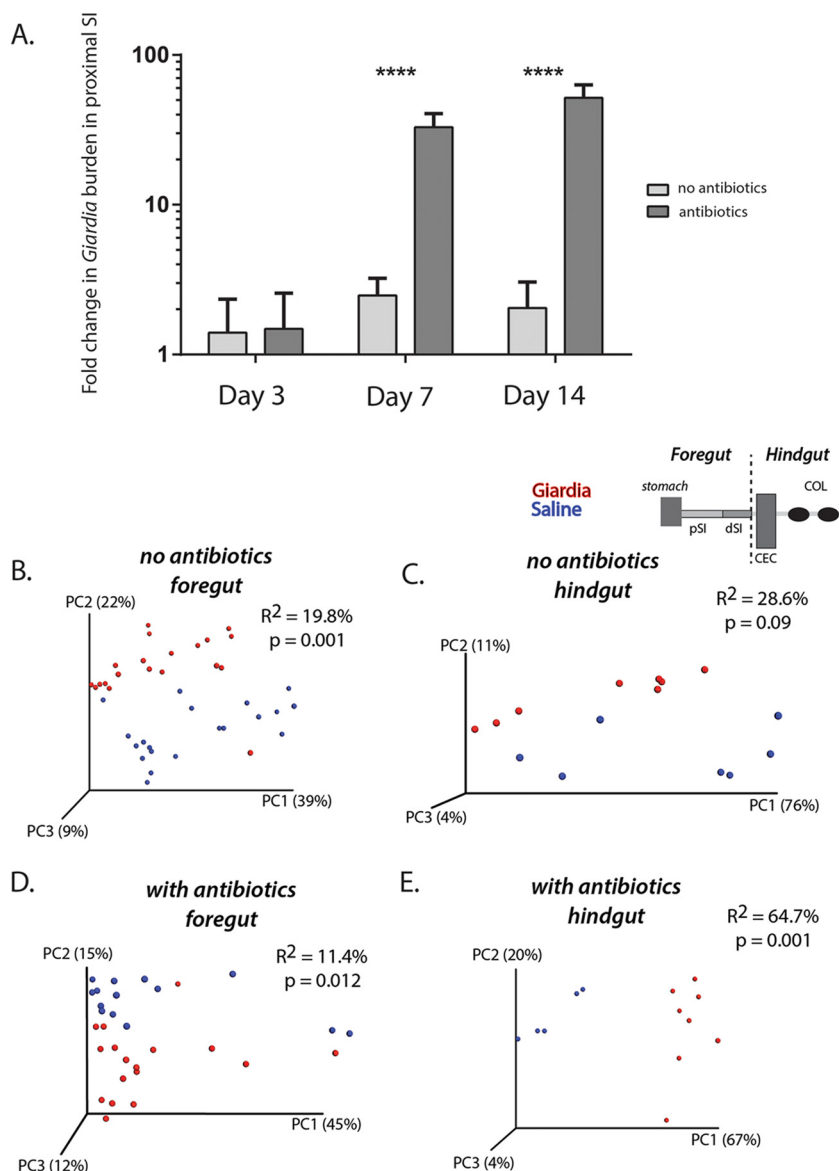 A.
Fold change in Giardia burden in proximal SI
100
10
1
****
****
Day 3
Day 7
Day 14
no antibiotics
antibiotics
Giardia
Saline
Foregut
Hindgut
stomach
COL
pSI
dSI
CEC
B.
no antibiotics
foregut
PC2 (22%)
R2 = 19.8%
p = 0.001
PC1 (39%)
PC3 (9%)
C.
no antibiotics
hindgut
R2 = 28.6%
p = 0.09
PC2 (11%)
PC1 (76%)
PC3 (4%)
D.
with antibiotics
foregut
PC2 (15%)
R2 = 11.4%
p = 0.012
PC1 (45%)
PC3 (12%)
E.
with antibiotics
hindgut
R2 = 64.7%
p = 0.001
PC2 (20%)
PC1 (67%)
PC3 (4%)